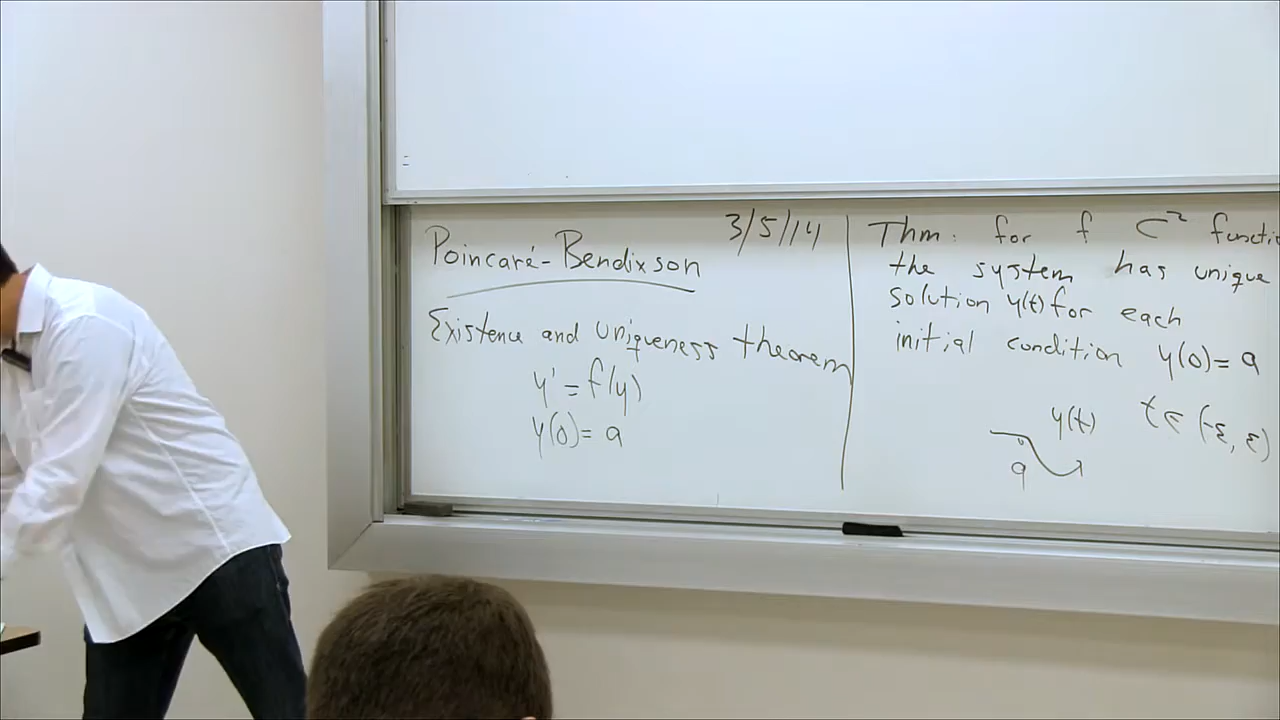 Poincaré-Bendixson
3/5/14
Existence and uniqueness theorem
y' = f(y)
y(0) = a
Thm: for f C² functi
the system has unique
solution y(t) for each
initial condition y(0) = a
y(t) t ∈ (-ε, ε)
a